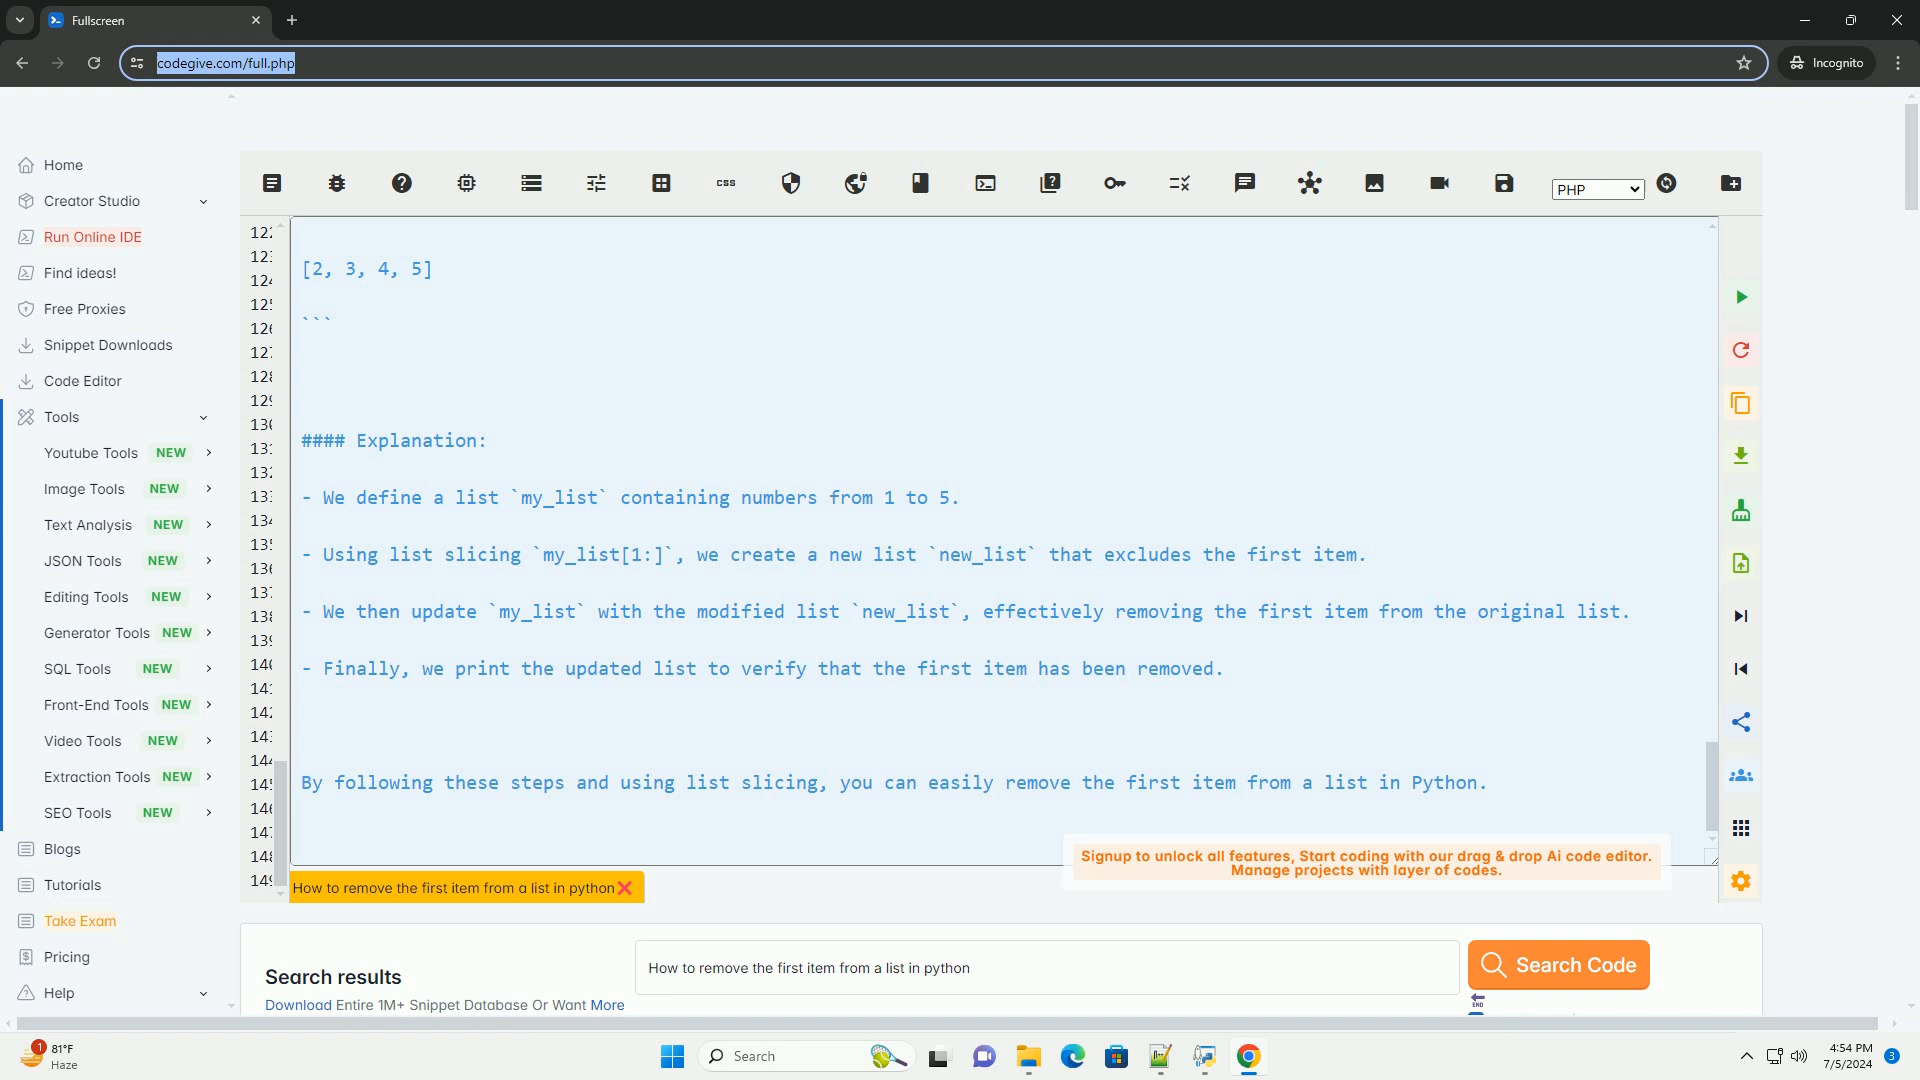 Fullscreen
codegive.com/full.php
Incognito
Home
Creator Studio
Run Online IDE
Find ideas!
Free Proxies
Snippet Downloads
Code Editor
Tools
Youtube Tools NEW
Image Tools NEW
Text Analysis NEW
JSON Tools NEW
Editing Tools NEW
Generator Tools NEW
SQL Tools NEW
Front-End Tools NEW
Video Tools NEW
Extraction Tools NEW
SEO Tools NEW
Blogs
Tutorials
Take Exam
Pricing
Help
css
PHP
[2, 3, 4, 5]
```
#### Explanation:
- We define a list `my_list` containing numbers from 1 to 5.
- Using list slicing `my_list[1:]`, we create a new list `new_list` that excludes the first item.
- We then update `my_list` with the modified list `new_list`, effectively removing the first item from the original list.
- Finally, we print the updated list to verify that the first item has been removed.
By following these steps and using list slicing, you can easily remove the first item from a list in Python.
Signup to unlock all features, Start coding with our drag & drop Ai code editor.
Manage projects with layer of codes.
How to remove the first item from a list in python
Search results
Download Entire 1M+ Snippet Database Or Want More
How to remove the first item from a list in python
Search Code
END
1
81°F
Haze
Search
4:54 PM
7/5/2024
3